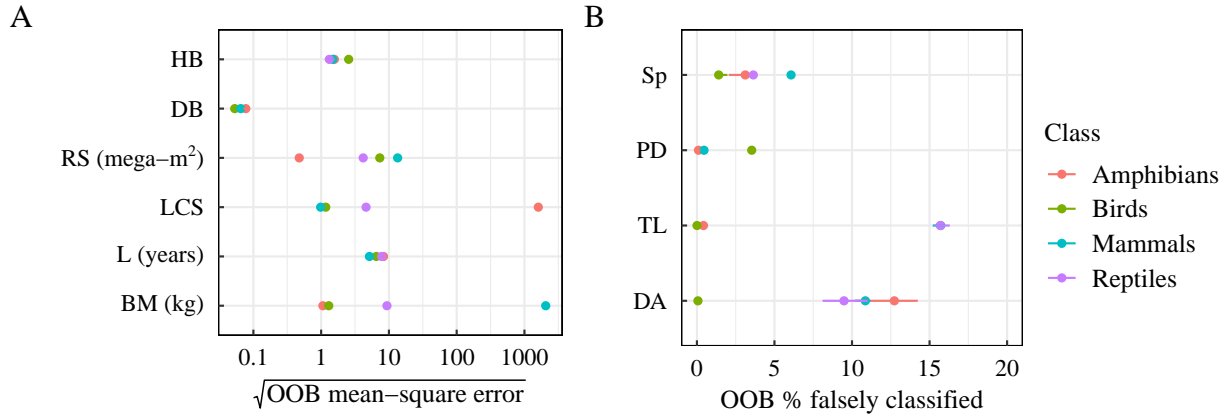 A
HB
DB
RS (mega−m²)
LCS
L (years)
BM (kg)
0.1 1 10 100 1000
√OOB mean−square error
B
Sp
PD
TL
DA
0 5 10 15 20
OOB % falsely classified
Class
Amphibians
Birds
Mammals
Reptiles